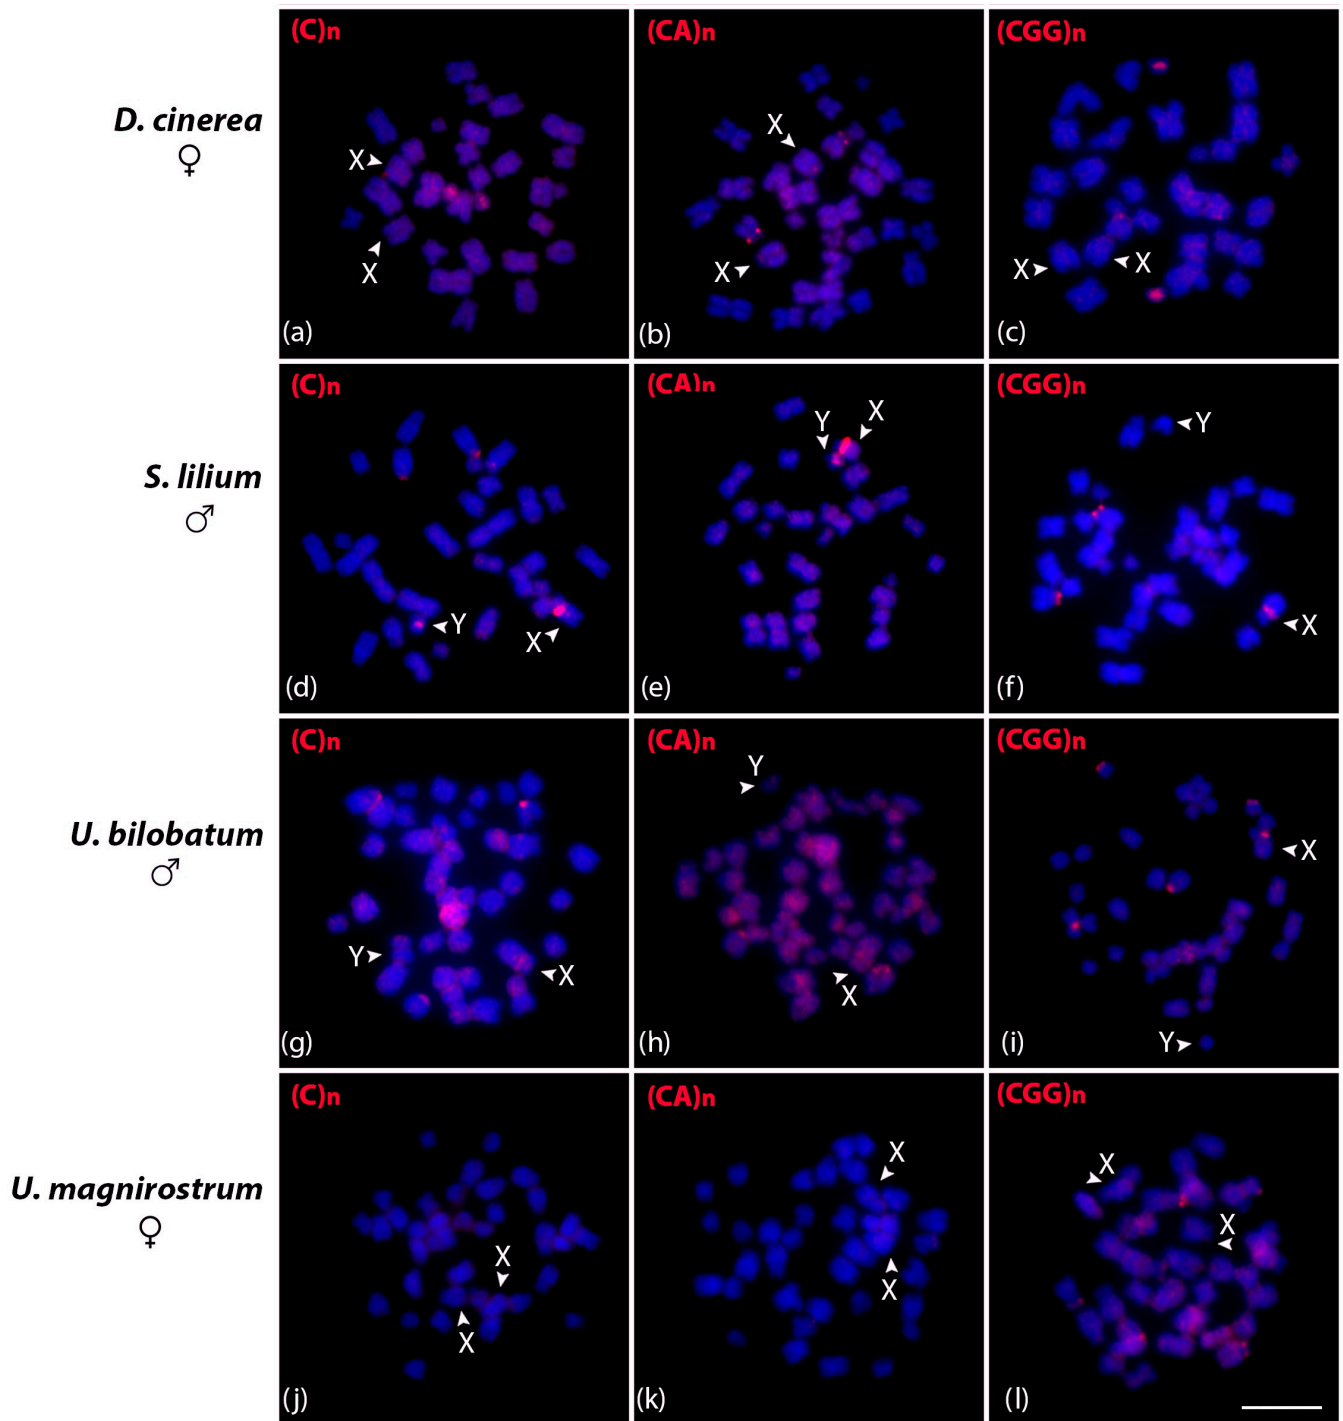 (C)n
(CA)n
(CGG)n
D. cinerea
♀
X
X
X
X
X
X
(a)
(b)
(c)
(C)n
(CA)n
(CGG)n
S. lilium
♂
Y
X
Y
X
Y
X
(d)
(e)
(f)
(C)n
(CA)n
(CGG)n
U. bilobatum
♂
Y
X
Y
X
X
Y
(g)
(h)
(i)
(C)n
(CA)n
(CGG)n
U. magnirostrum
♀
X
X
X
X
X
X
(j)
(k)
(l)